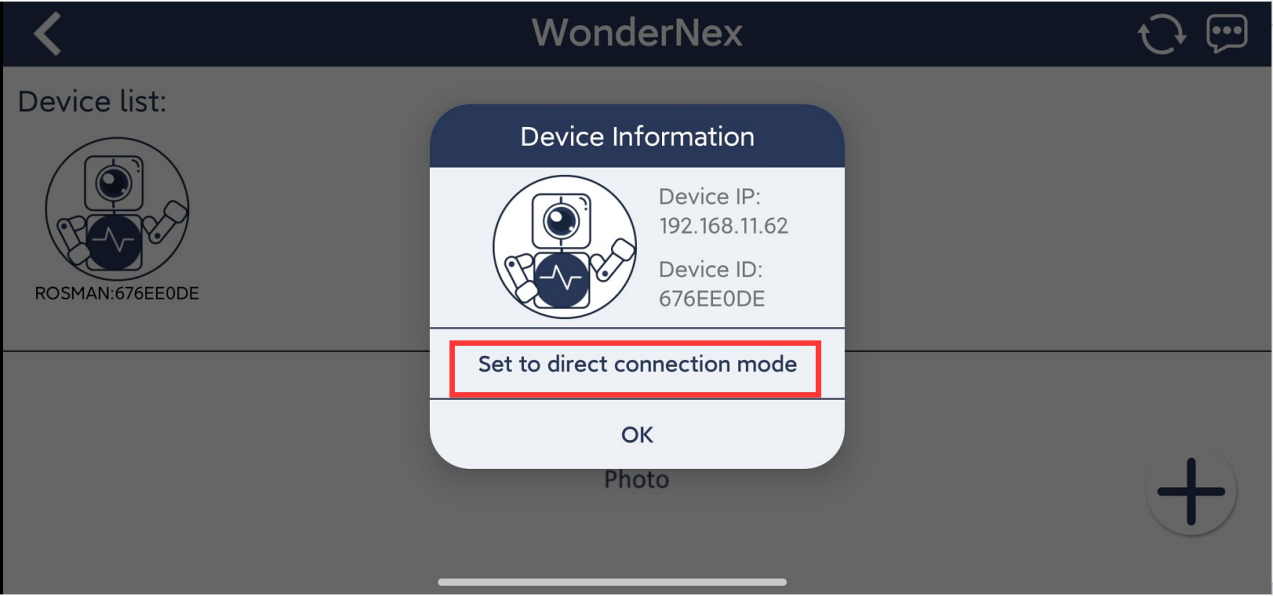 WonderNex
Device list:
ROSMAN:676EE0DE
Device Information
Device IP:
192.168.11.62
Device ID:
676EE0DE
Set to direct connection mode
OK
Photo